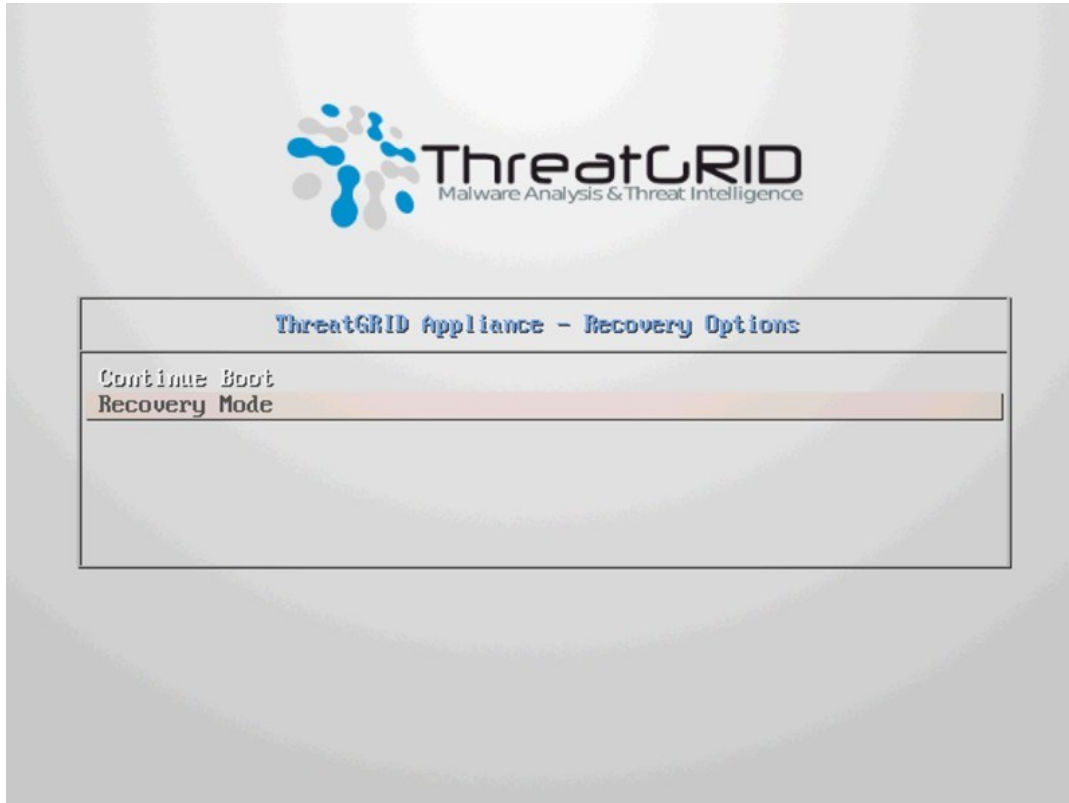 ThreatGRID
Malware Analysis & Threat Intelligence
ThreatGRID Appliance - Recovery Options
Continue Boot
Recovery Mode